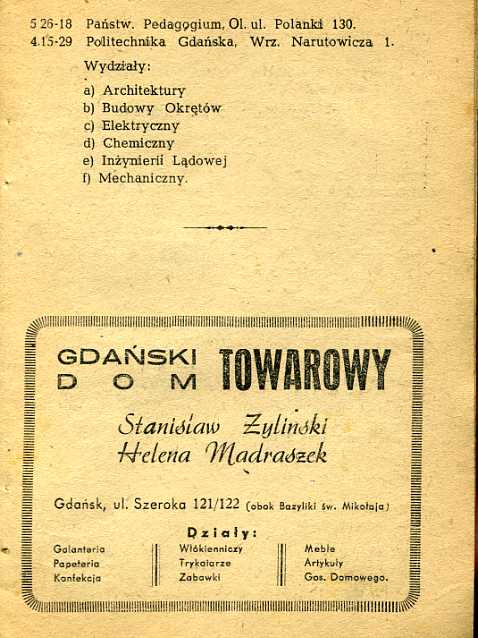 5 26-18 Państw. Pedagogium, Ol. ul. Polanki 130.
4.15-29 Politechnika Gdańska, Wrz. Narutowicza 1.
Wydziały:
a) Architektury
b) Budowy Okrętów
c) Elektryczny
d) Chemiczny
e) Inżynierii Lądowej
f) Mechaniczny.
GDAŃSKI DOM TOWAROWY
Stanisław Żyliński
Helena Mądraszek
Gdańsk, ul. Szeroka 121/122 (obok Bazyliki św. Mikołaja)
Działy:
Galanteria
Papeteria
Konfekcja
Włókienniczy
Trykotarze
Zabawki
Meble
Artykuły
Gos. Domowego.